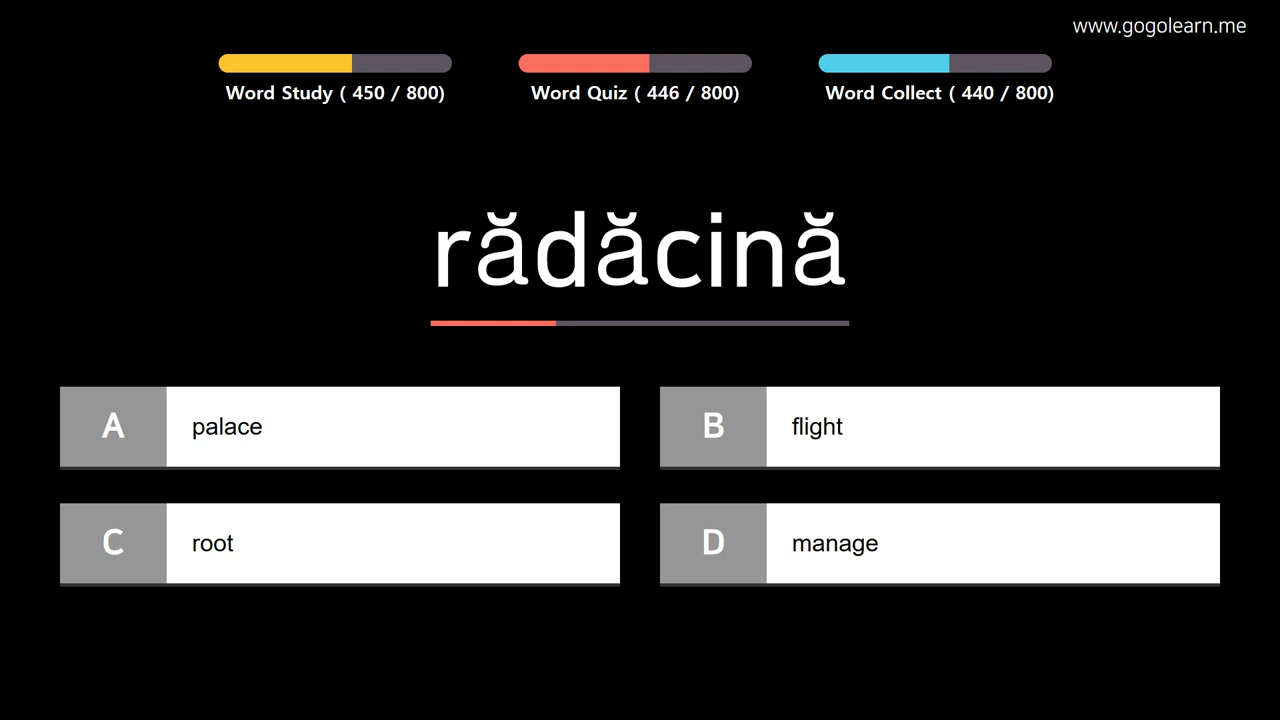 www.gogolearn.me
Word Study ( 450 / 800)
Word Quiz ( 446 / 800)
Word Collect ( 440 / 800)
rădăcină
A palace
B flight
C root
D manage